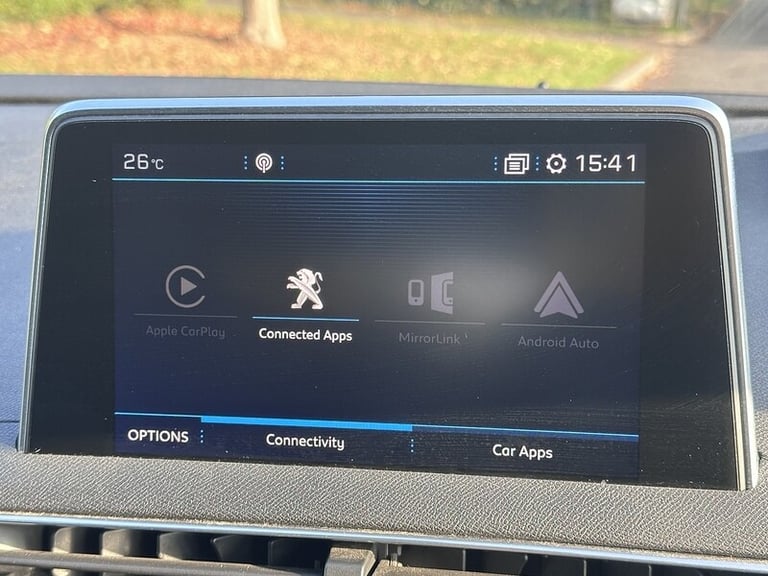 26°C
15:41
Apple CarPlay
Connected Apps
MirrorLink
Android Auto
OPTIONS
Connectivity
Car Apps